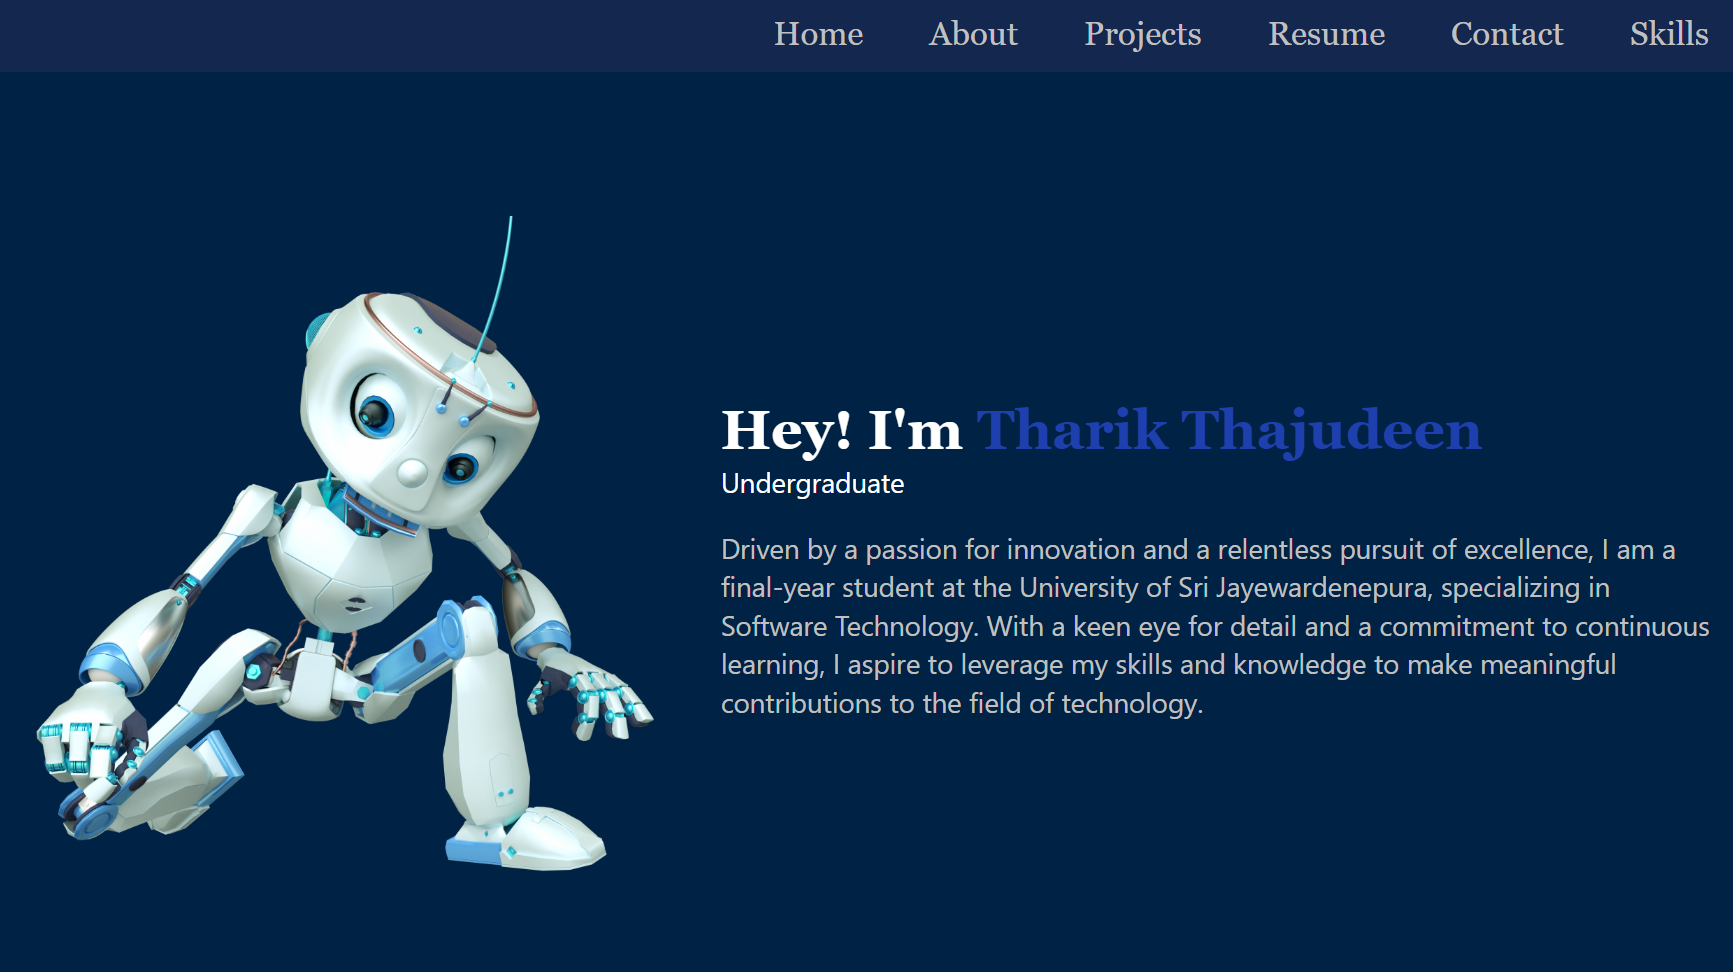 Home About Projects Resume Contact Skills
Hey! I'm Tharik Thajudeen
Undergraduate
Driven by a passion for innovation and a relentless pursuit of excellence, I am a
final-year student at the University of Sri Jayewardenepura, specializing in
Software Technology. With a keen eye for detail and a commitment to continuous
learning, I aspire to leverage my skills and knowledge to make meaningful
contributions to the field of technology.